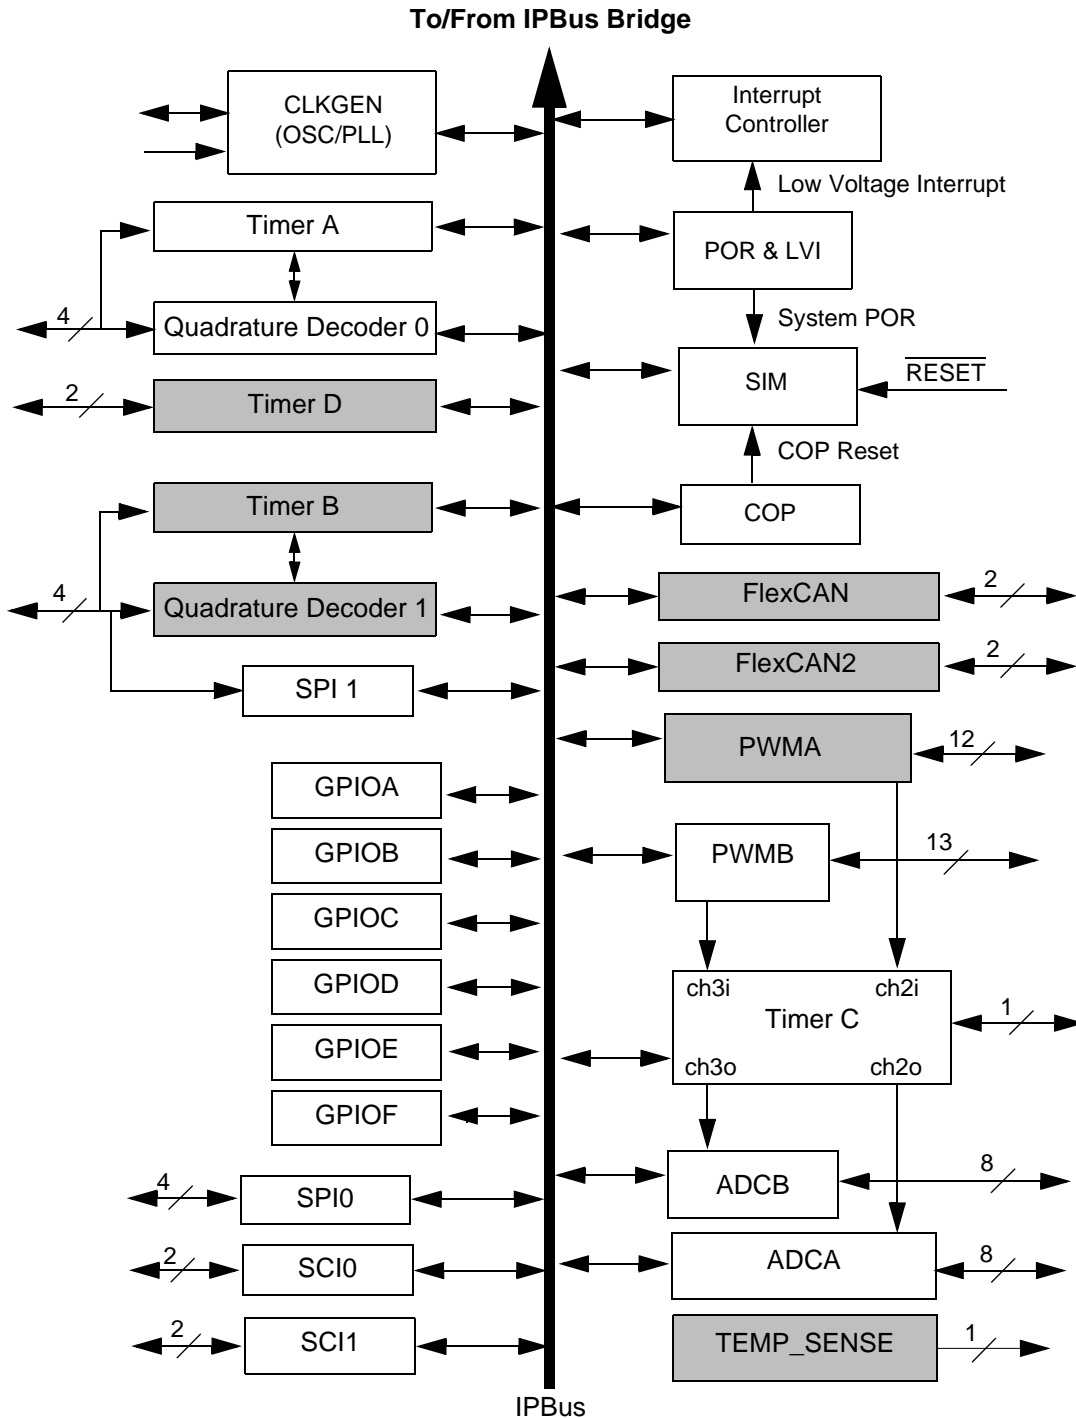 To/From IPBus Bridge
CLKGEN
(OSC/PLL)
Timer A
4
Quadrature Decoder 0
2
Timer D
Timer B
4
Quadrature Decoder 1
SPI 1
GPIOA
GPIOB
GPIOC
GPIOD
GPIOE
GPIOF
4
SPI0
2
SCI0
2
SCI1
Interrupt
Controller
Low Voltage Interrupt
POR & LVI
System POR
SIM
RESET
COP Reset
COP
FlexCAN
2
FlexCAN2
2
PWMA
12
PWMB
13
ch3i
ch2i
Timer C
1
ch3o
ch2o
ADCB
8
ADCA
8
TEMP_SENSE
1
IPBus